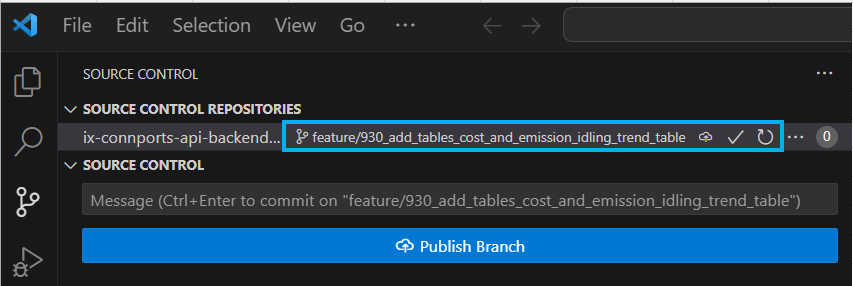 File Edit Selection View Go ···
SOURCE CONTROL ···
SOURCE CONTROL REPOSITORIES
ix-connports-api-backend... feature/930_add_tables_cost_and_emission_idling_trend_table ··· 0
SOURCE CONTROL
Message (Ctrl+Enter to commit on "feature/930_add_tables_cost_and_emission_idling_trend_table")
Publish Branch